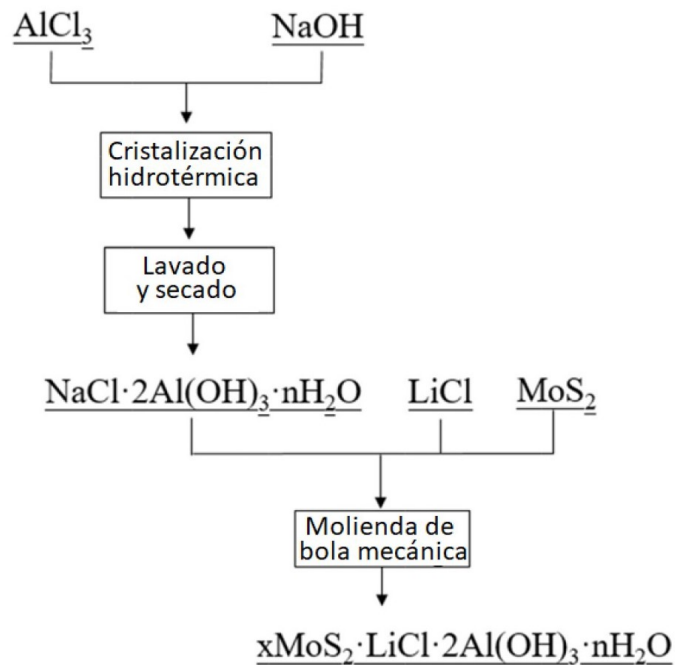 AlCl₃ NaOH
Cristalización
hidrotérmica
Lavado
y secado
NaCl·2Al(OH)₃·nH₂O LiCl MoS₂
Molienda de
bola mecánica
xMoS₂·LiCl·2Al(OH)₃·nH₂O